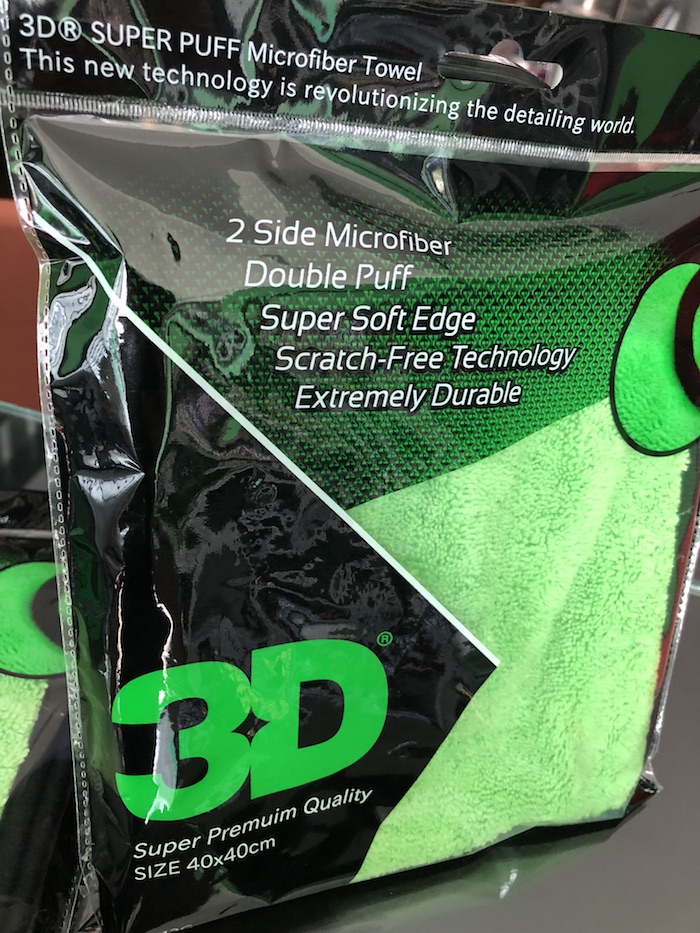 3D® SUPER PUFF Microfiber Towel
This new technology is revolutionizing the detailing world.
2 Side Microfiber
Double Puff
Super Soft Edge
Scratch-Free Technology
Extremely Durable
3D®
Super Premuim Quality
SIZE 40x40cm